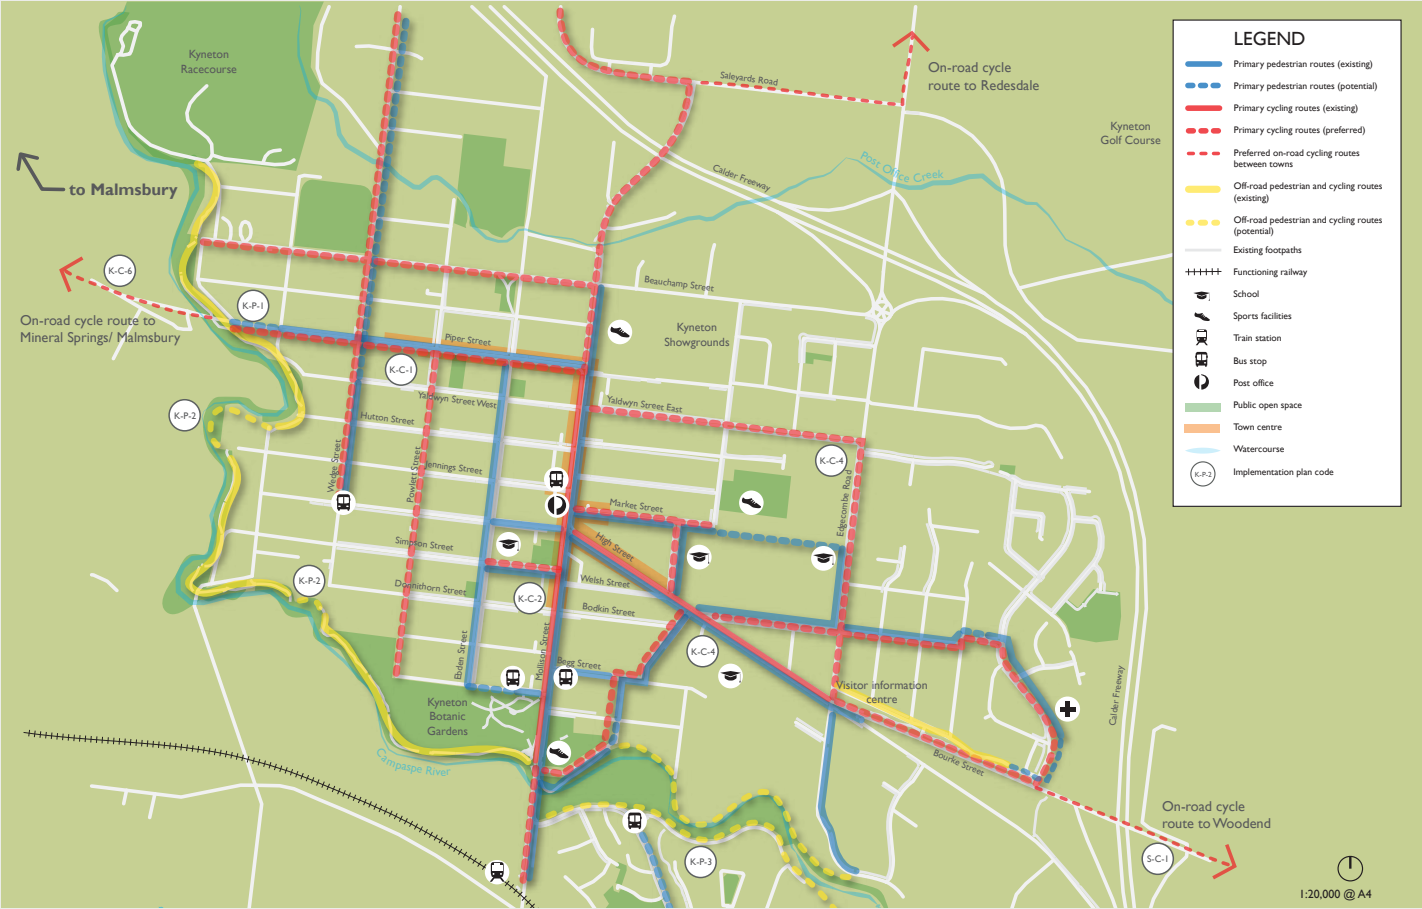 Kyneton
Racecourse
to Malmsbury
K-C-6
K-P-1
On-road cycle route to
Mineral Springs/ Malmsbury
K-C-1
K-P-2
Saleyards Road
On-road cycle
route to Redesdale
Kyneton
Golf Course
Calder Freeway
Post Office Creek
Beauchamp Street
Kyneton
Showgrounds
Piper Street
Yaldwyn Street West
Yaldwyn Street East
Hutton Street
Wedge Street
Powlett Street
Jennings Street
K-C-4
Edgecombe Road
Market Street
High Street
Simpson Street
Donnithorn Street
Welsh Street
Bodkin Street
K-P-2
K-C-2
K-C-4
Ebden Street
Mollison Street
Begg Street
Visitor information
centre
Kyneton
Botanic
Gardens
Campaspe River
Bourke Street
Calder Freeway
K-P-3
On-road cycle
route to Woodend
S-C-1
1:20,000 @ A4
LEGEND
Primary pedestrian routes (existing)
Primary pedestrian routes (potential)
Primary cycling routes (existing)
Primary cycling routes (preferred)
Preferred on-road cycling routes
between towns
Off-road pedestrian and cycling routes
(existing)
Off-road pedestrian and cycling routes
(potential)
Existing footpaths
Functioning railway
School
Sports facilities
Train station
Bus stop
Post office
Public open space
Town centre
Watercourse
K-P-2
Implementation plan code